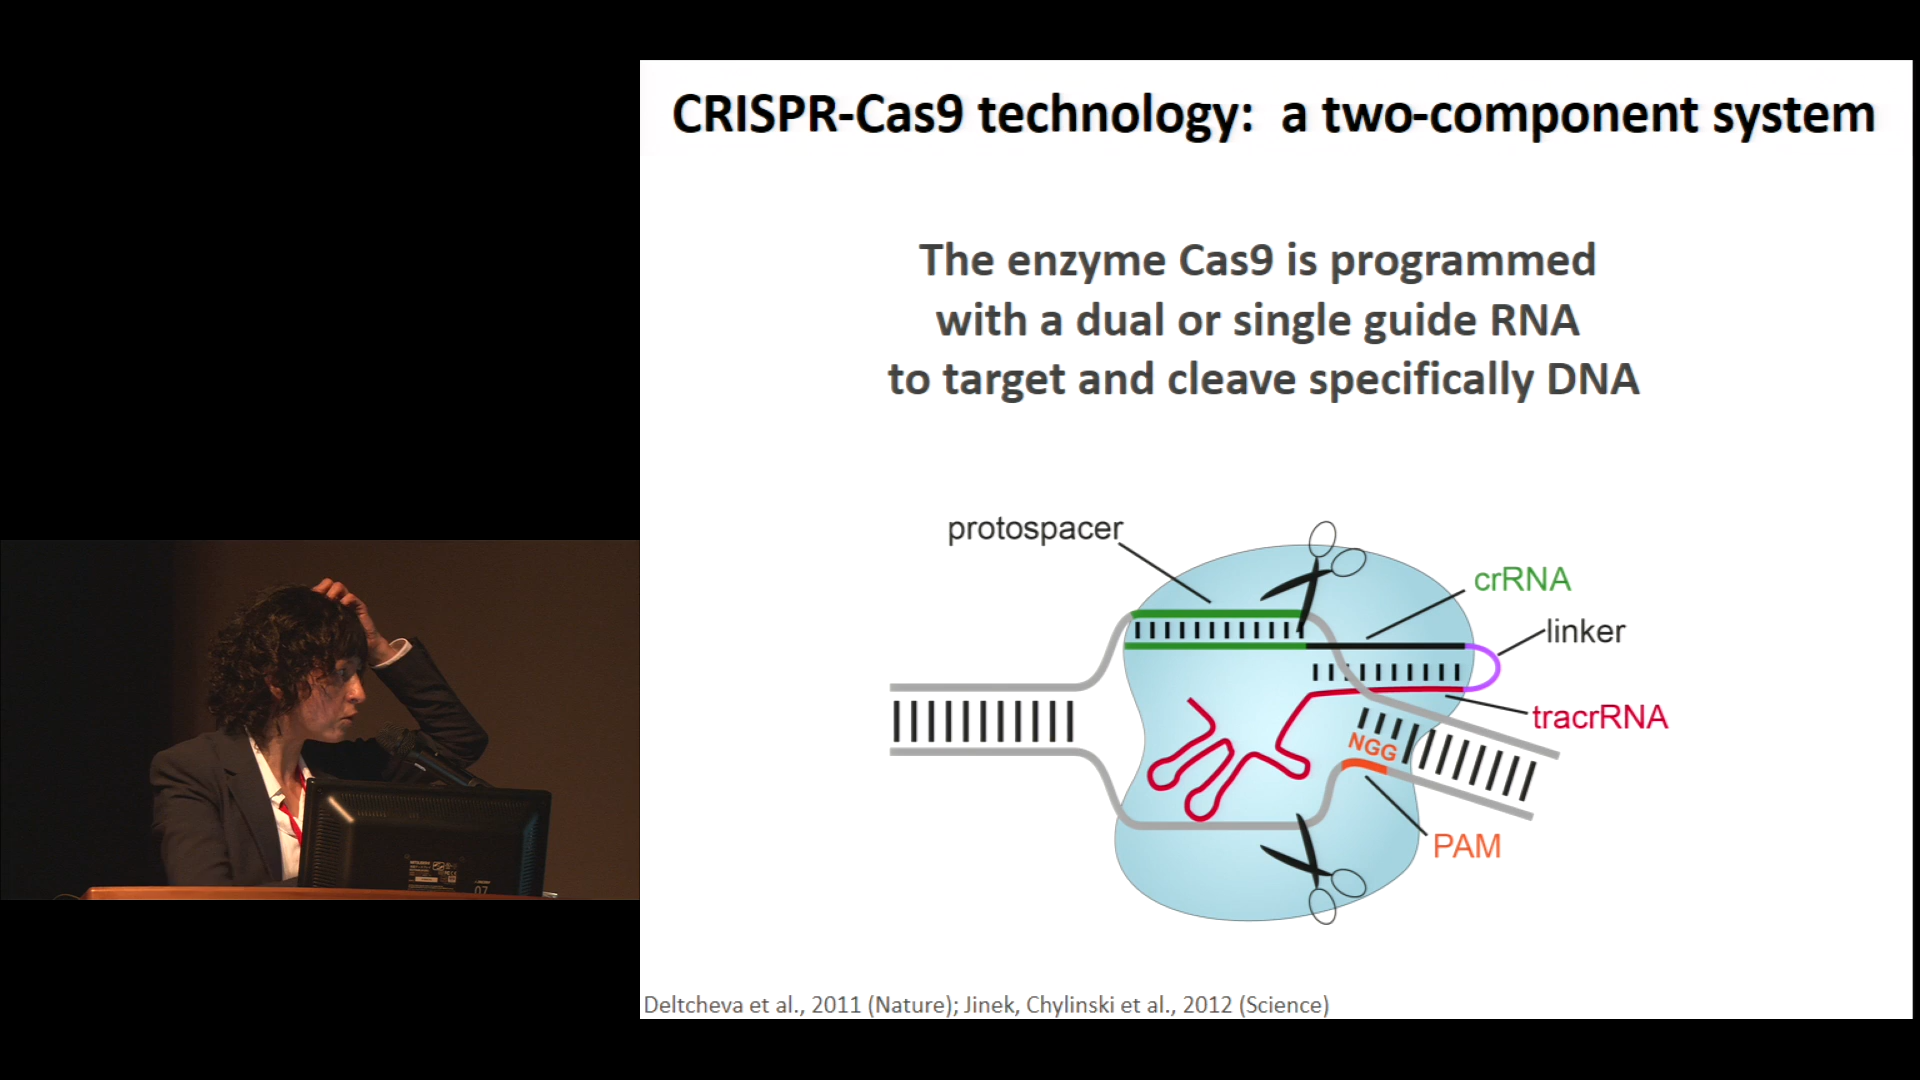 CRISPR-Cas9 technology: a two-component system
The enzyme Cas9 is programmed
with a dual or single guide RNA
to target and cleave specifically DNA
protospacer
crRNA
linker
tracrRNA
NGG
PAM
Deltcheva et al., 2011 (Nature); Jinek, Chylinski et al., 2012 (Science)
07